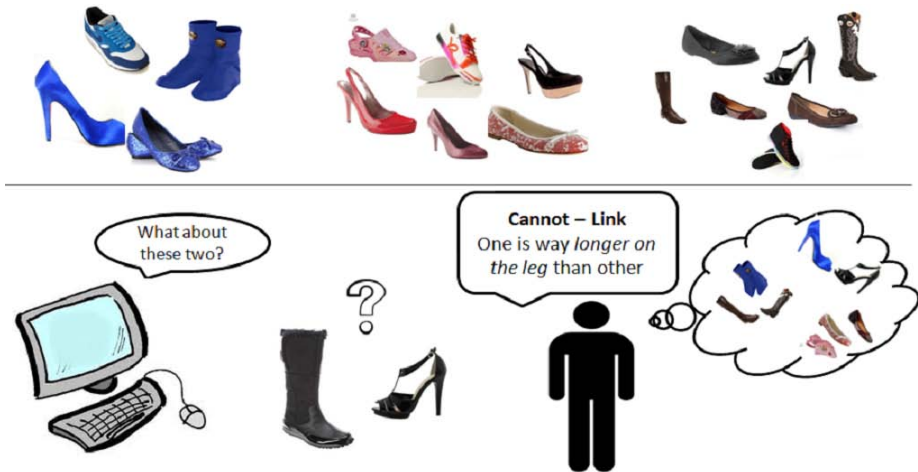 What about
these two?
Cannot – Link
One is way longer on
the leg than other
?